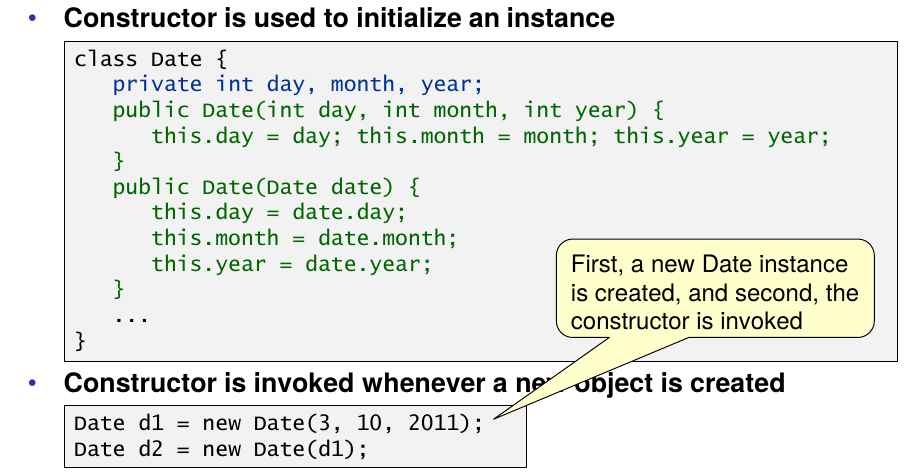 • Constructor is used to initialize an instance
class Date {
   private int day, month, year;
   public Date(int day, int month, int year) {
      this.day = day; this.month = month; this.year = year;
   }
   public Date(Date date) {
      this.day = date.day;
      this.month = date.month;
      this.year = date.year;
   }
   ...
}
First, a new Date instance
is created, and second, the
constructor is invoked
• Constructor is invoked whenever a new object is created
Date d1 = new Date(3, 10, 2011);
Date d2 = new Date(d1);